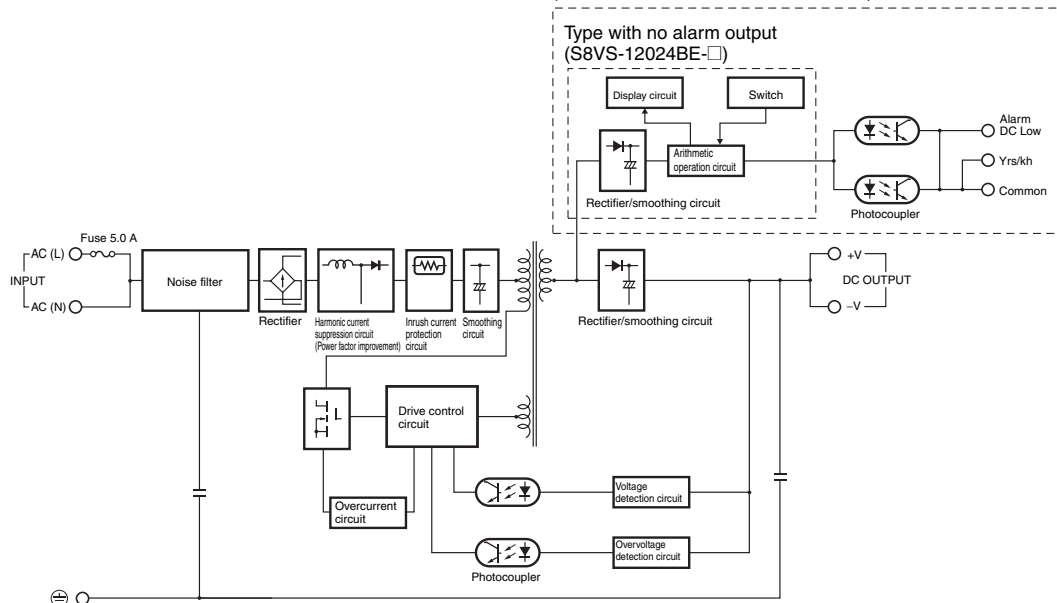 Type with no alarm output
(S8VS-12024BE-□)
Display circuit
Switch
Arithmetic
operation circuit
Rectifier/smoothing circuit
Alarm
DC Low
Yrs/kh
Common
Photocoupler
Fuse 5.0 A
AC (L)
INPUT
AC (N)
Noise filter
Rectifier
Harmonic current
suppression circuit
(Power factor improvement)
Inrush current
protection
circuit
Smoothing
circuit
Rectifier/smoothing circuit
+V
DC OUTPUT
–V
Drive control
circuit
Overcurrent
circuit
Voltage
detection circuit
Overvoltage
detection circuit
Photocoupler